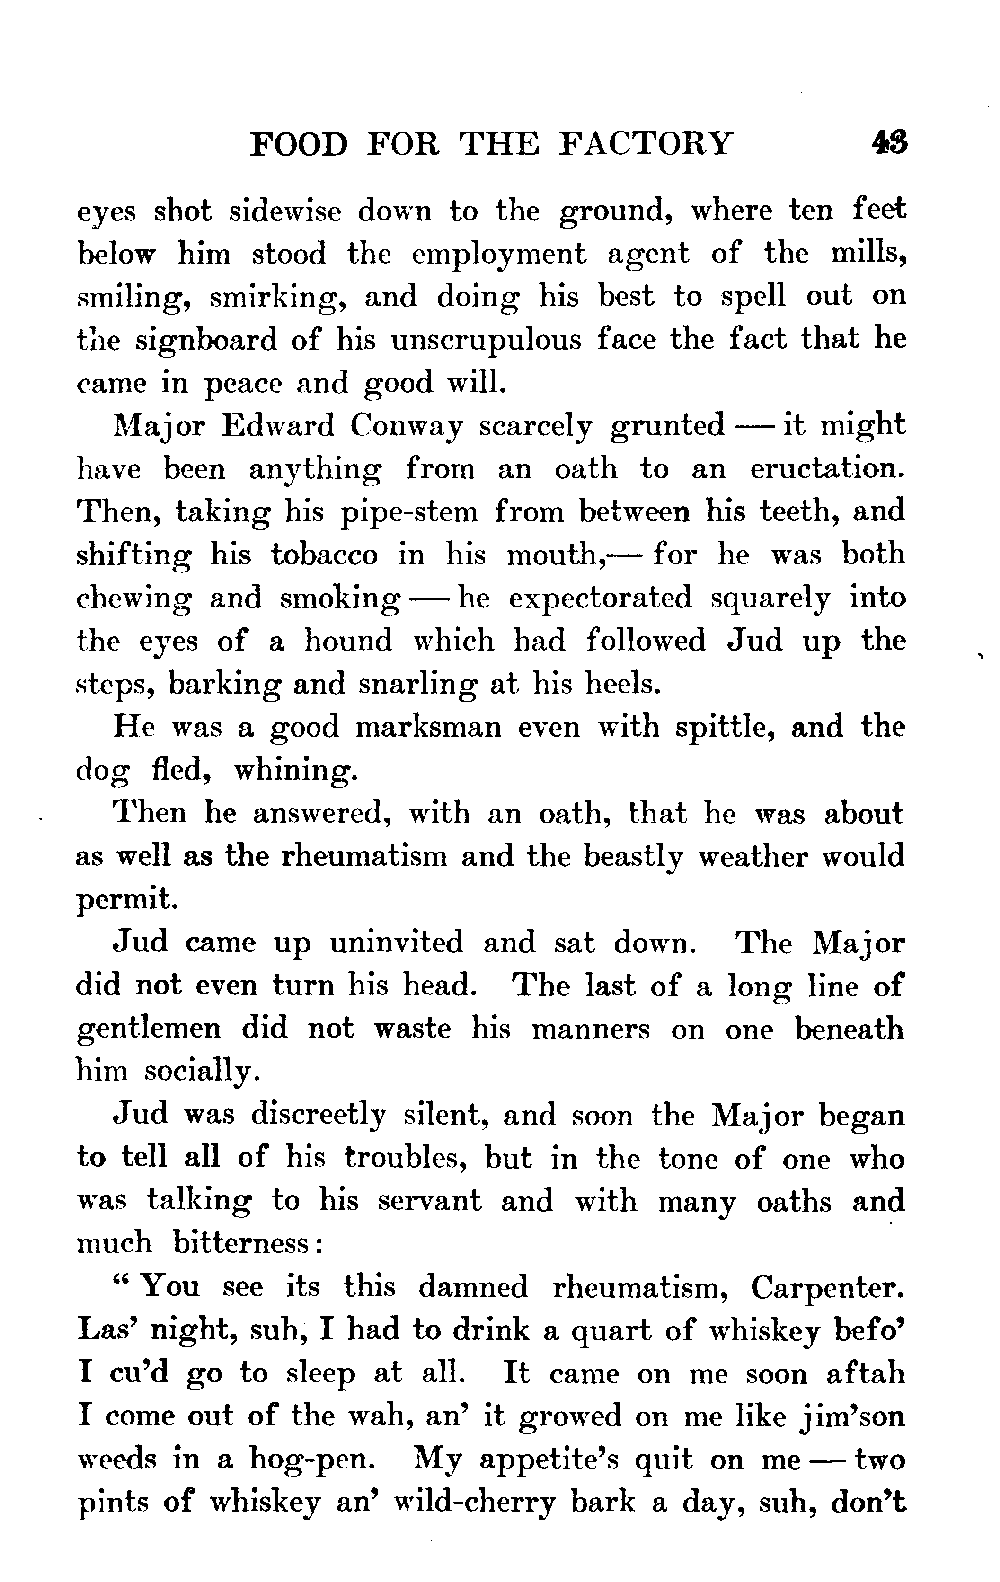 FOOD FOR THE FACTORY 43
eyes shot sidewise down to the ground, where ten feet
below him stood the employment agent of the mills,
smiling, smirking, and doing his best to spell out on
the signboard of his unscrupulous face the fact that he
came in peace and good will.
Major Edward Conway scarcely grunted — it might
have been anything from an oath to an eructation.
Then, taking his pipe-stem from between his teeth, and
shifting his tobacco in his mouth,— for he was both
chewing and smoking — he expectorated squarely into
the eyes of a hound which had followed Jud up the
steps, barking and snarling at his heels.
He was a good marksman even with spittle, and the
dog fled, whining.
Then he answered, with an oath, that he was about
as well as the rheumatism and the beastly weather would
permit.
Jud came up uninvited and sat down. The Major
did not even turn his head. The last of a long line of
gentlemen did not waste his manners on one beneath
him socially.
Jud was discreetly silent, and soon the Major began
to tell all of his troubles, but in the tone of one who
was talking to his servant and with many oaths and
much bitterness:
“ You see its this damned rheumatism, Carpenter.
Las’ night, suh, I had to drink a quart of whiskey befo’
I cu’d go to sleep at all. It came on me soon aftah
I come out of the wah, an’ it growed on me like jim’son
weeds in a hog-pen. My appetite’s quit on me — two
pints of whiskey an’ wild-cherry bark a day, suh, don’t